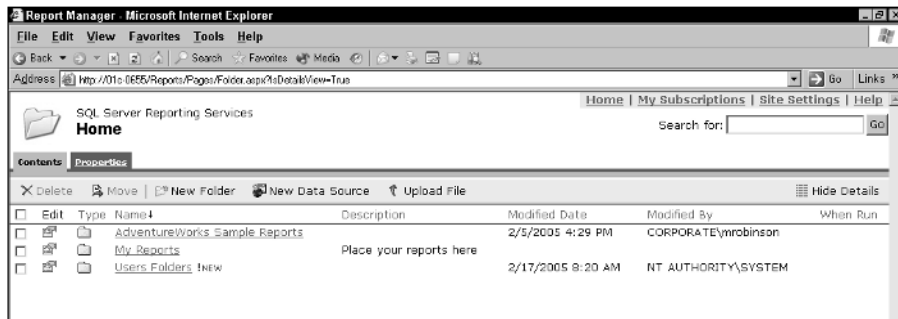 Report Manager - Microsoft Internet Explorer
File Edit View Favorites Tools Help
Back Search Favorites Media
Address http://01c-0655/Reports/Pages/Folder.aspx?IsDetailsView=True Go Links »
Home | My Subscriptions | Site Settings | Help
SQL Server Reporting Services
Home
Search for: Go
Contents Properties
Delete Move | New Folder New Data Source Upload File Hide Details
Edit Type Name↓ Description Modified Date Modified By When Run
AdventureWorks Sample Reports 2/5/2005 4:29 PM CORPORATE\mrobinson
My Reports Place your reports here
Users Folders !NEW 2/17/2005 8:20 AM NT AUTHORITY\SYSTEM